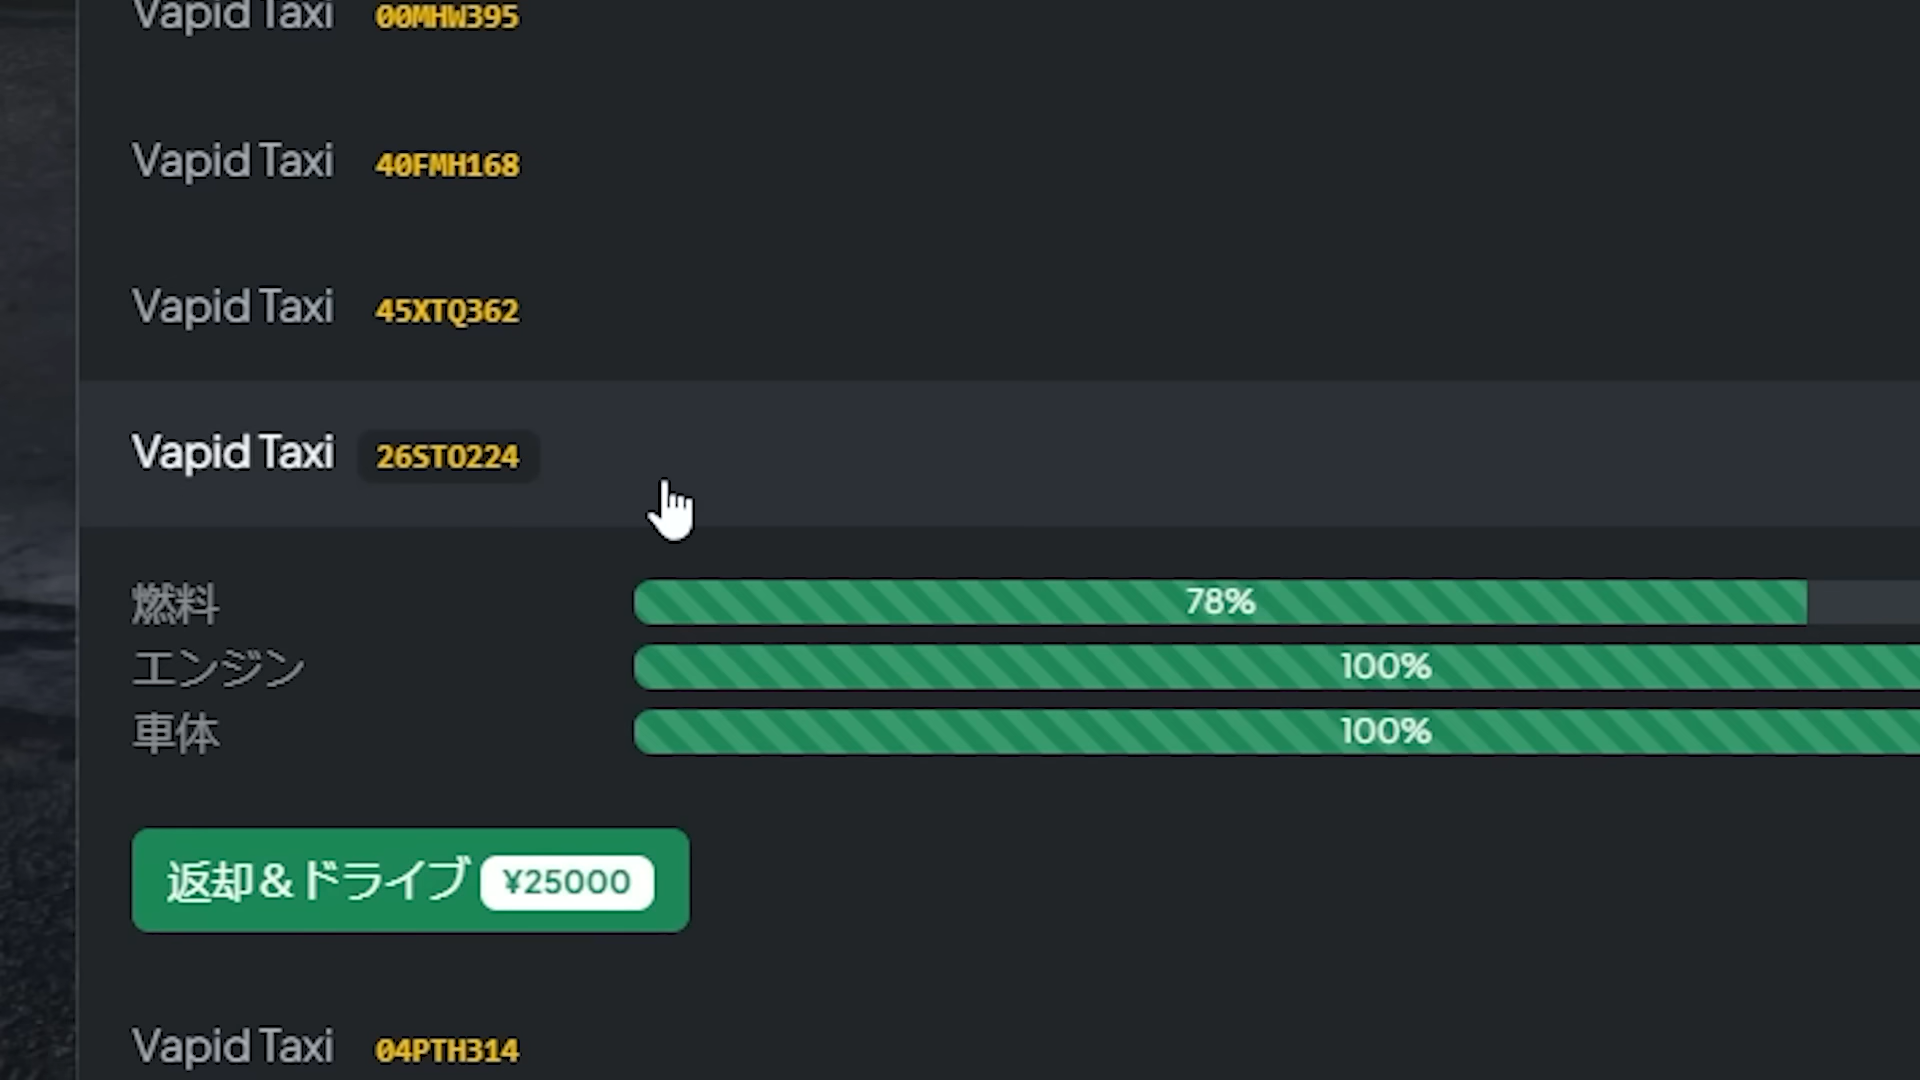 Vapid Taxi 00MHW395
Vapid Taxi 40FMH168
Vapid Taxi 45XTQ362
Vapid Taxi 26STO224
燃料 78%
エンジン 100%
車体 100%
返却＆ドライブ ¥25000
Vapid Taxi 04PTH314